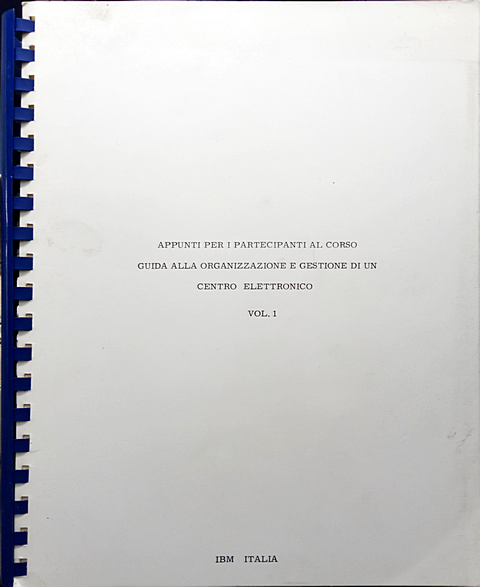 APPUNTI PER I PARTECIPANTI AL CORSO
GUIDA ALLA ORGANIZZAZIONE E GESTIONE DI UN
CENTRO ELETTRONICO
VOL. 1
IBM ITALIA